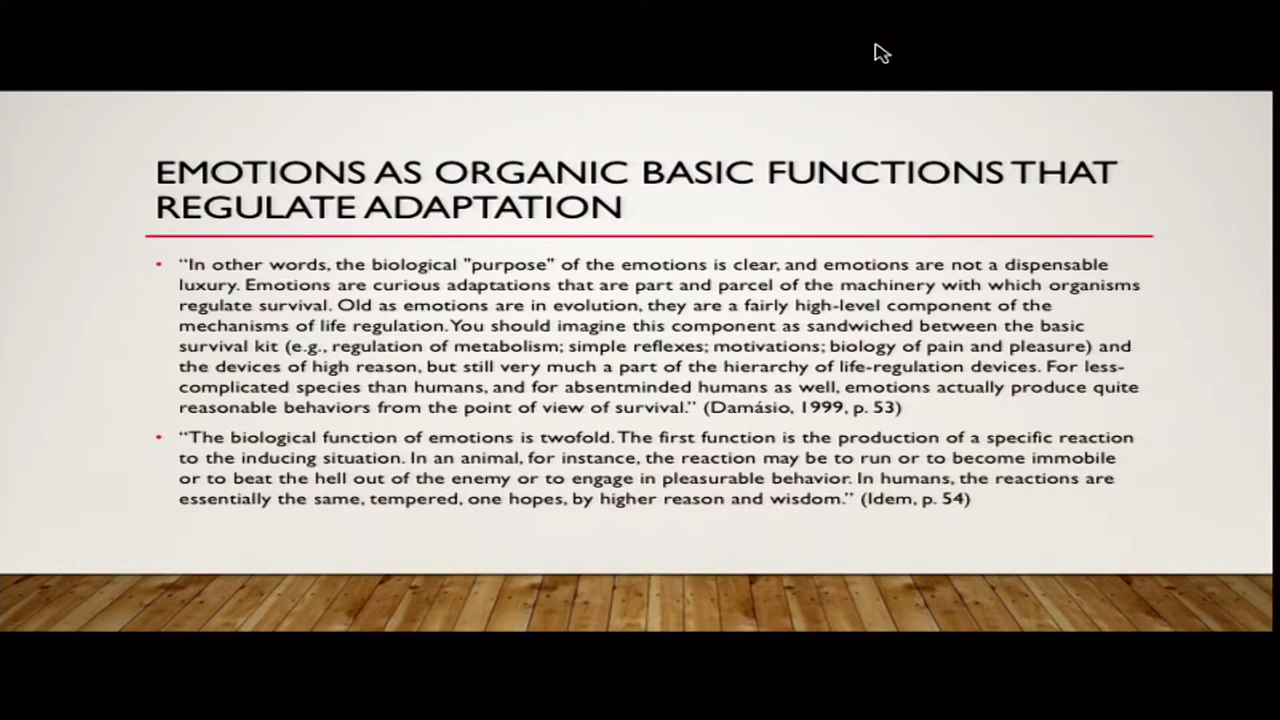 EMOTIONS AS ORGANIC BASIC FUNCTIONS THAT
REGULATE ADAPTATION
• “In other words, the biological "purpose" of the emotions is clear, and emotions are not a dispensable
luxury. Emotions are curious adaptations that are part and parcel of the machinery with which organisms
regulate survival. Old as emotions are in evolution, they are a fairly high-level component of the
mechanisms of life regulation. You should imagine this component as sandwiched between the basic
survival kit (e.g., regulation of metabolism; simple reflexes; motivations; biology of pain and pleasure) and
the devices of high reason, but still very much a part of the hierarchy of life-regulation devices. For less-
complicated species than humans, and for absentminded humans as well, emotions actually produce quite
reasonable behaviors from the point of view of survival.” (Damásio, 1999, p. 53)
• “The biological function of emotions is twofold. The first function is the production of a specific reaction
to the inducing situation. In an animal, for instance, the reaction may be to run or to become immobile
or to beat the hell out of the enemy or to engage in pleasurable behavior. In humans, the reactions are
essentially the same, tempered, one hopes, by higher reason and wisdom.” (Idem, p. 54)